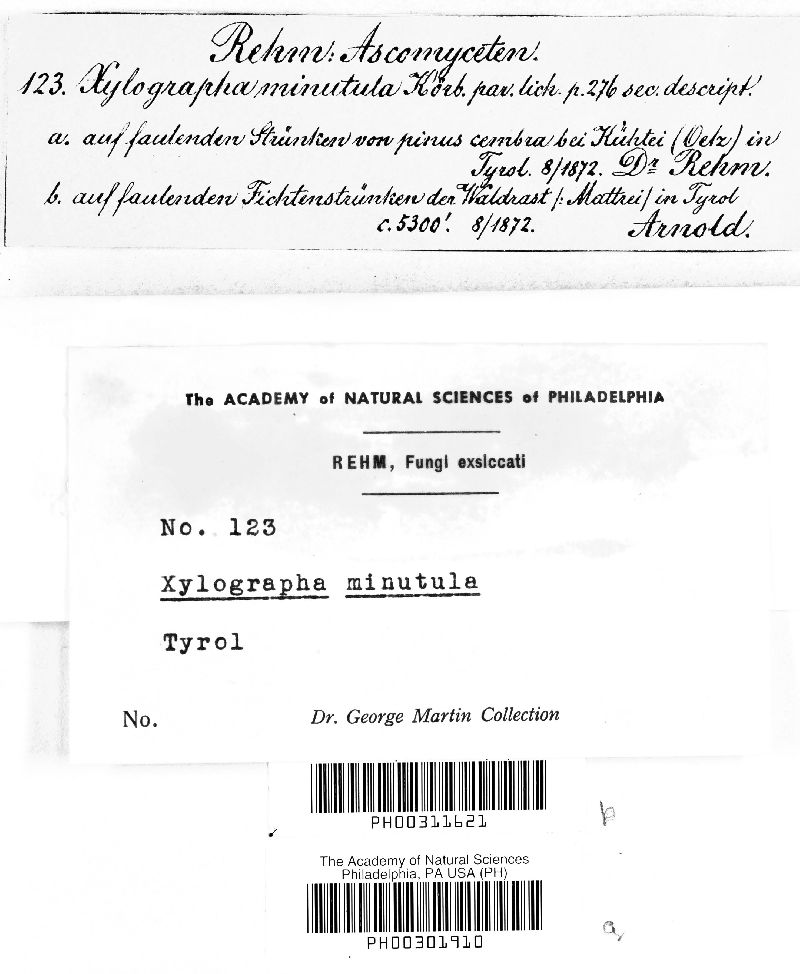 Rehm: Ascomyceten.
123. Xylographa minutula Körb. par. lich. p. 276 sec. descript.
a. auf faulenden Strünken von pinus cembra bei Kühtei (Oetz) in
Tyrol. 8/1872. Dr Rehm.
b. auf faulenden Fichtenstrünken der Waldrast /: Mattrei / in Tyrol
c. 5300'. 8/1872. Arnold.
The ACADEMY of NATURAL SCIENCES of PHILADELPHIA
REHM, Fungi exsiccati
No. 123
Xylographa minutula
Tyrol
No. Dr. George Martin Collection
PH00311621
b
The Academy of Natural Sciences
Philadelphia, PA USA (PH)
PH00301910
a,